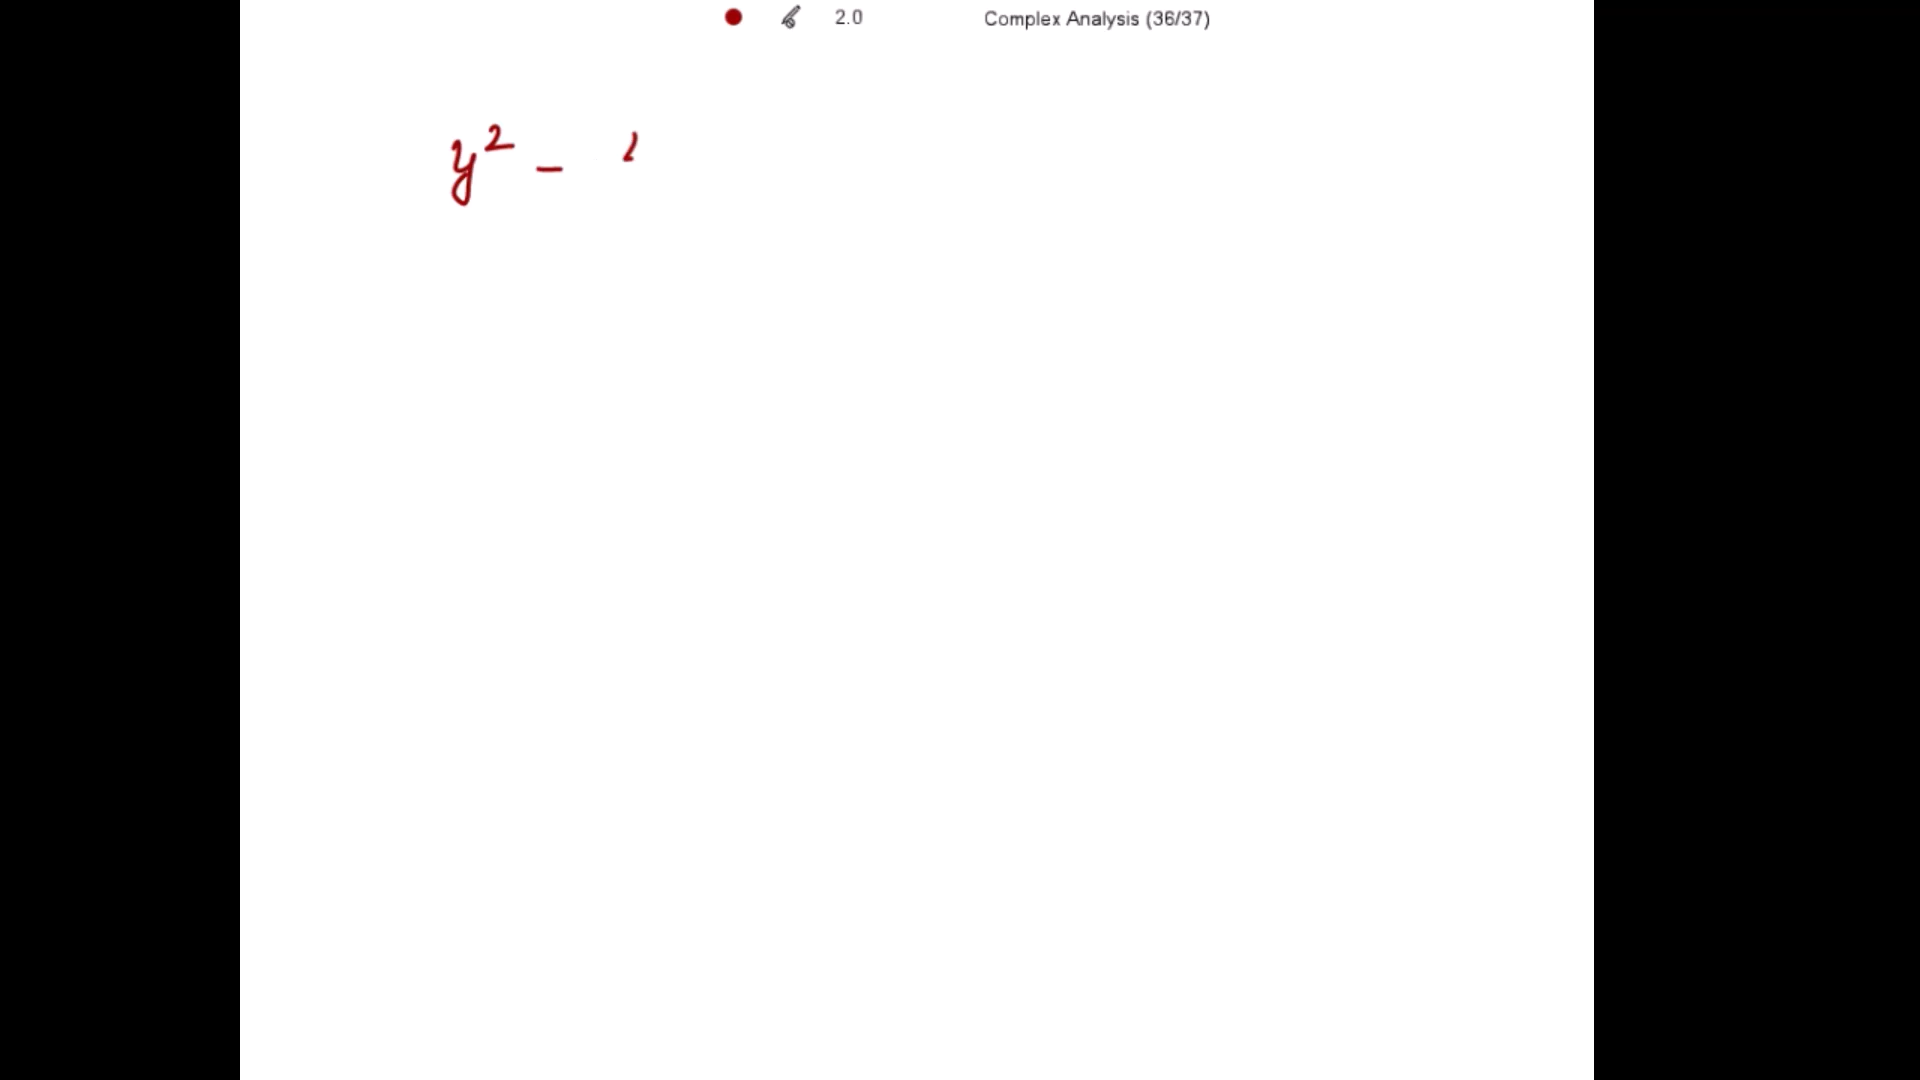 2.0 Complex Analysis (36/37)
y² -